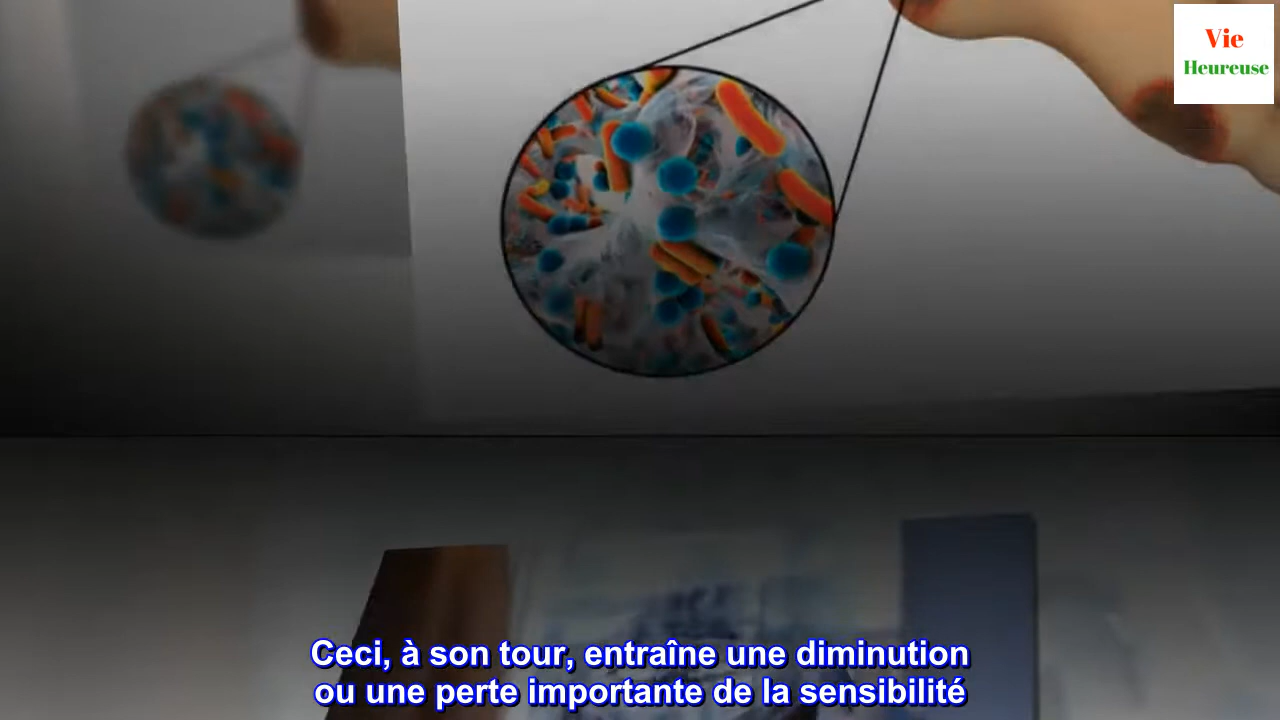 Vie
Heureuse
Ceci, à son tour, entraîne une diminution
ou une perte importante de la sensibilité